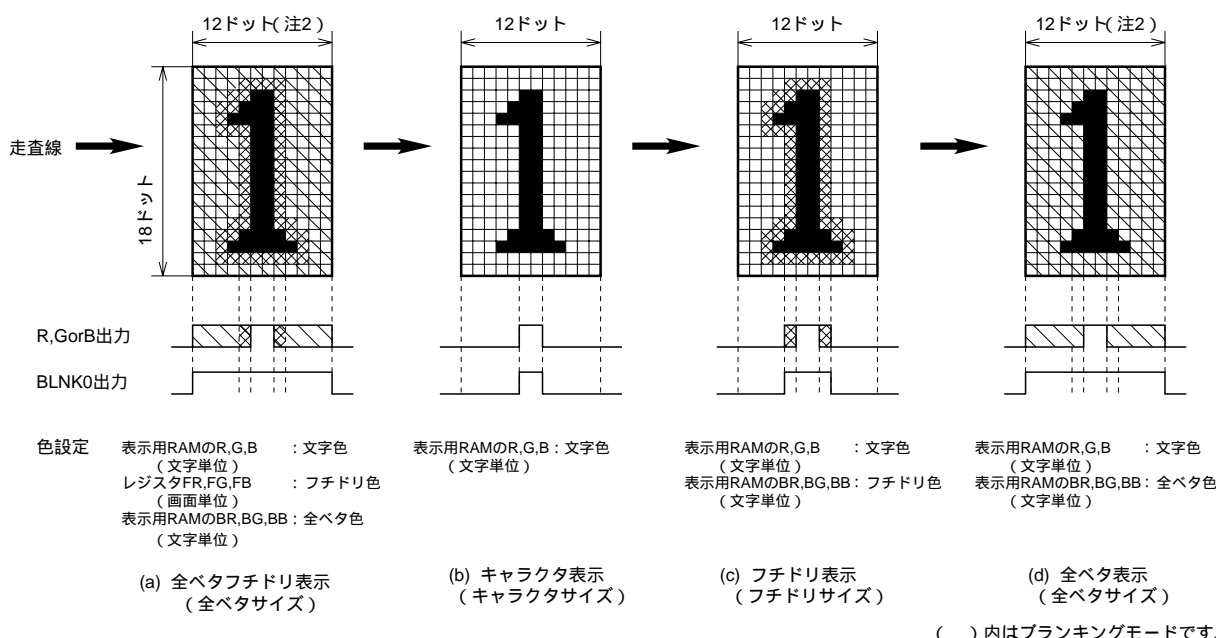 12ドット(注2)
12ドット
12ドット
12ドット(注2)
走査線
18ドット
R,GorB出力
BLNK0出力
色設定
表示用RAMのR,G,B :文字色
(文字単位)
レジスタFR,FG,FB :フチドリ色
(画面単位)
表示用RAMのBR,BG,BB:全ベタ色
(文字単位)
表示用RAMのR,G,B:文字色
(文字単位)
表示用RAMのR,G,B :文字色
(文字単位)
表示用RAMのBR,BG,BB:フチドリ色
(文字単位)
表示用RAMのR,G,B :文字色
(文字単位)
表示用RAMのBR,BG,BB:全ベタ色
(文字単位)
(a) 全ベタフチドリ表示
(全ベタサイズ)
(b) キャラクタ表示
(キャラクタサイズ)
(c) フチドリ表示
(フチドリサイズ)
(d) 全ベタ表示
(全ベタサイズ)
( )内はブランキングモードです。